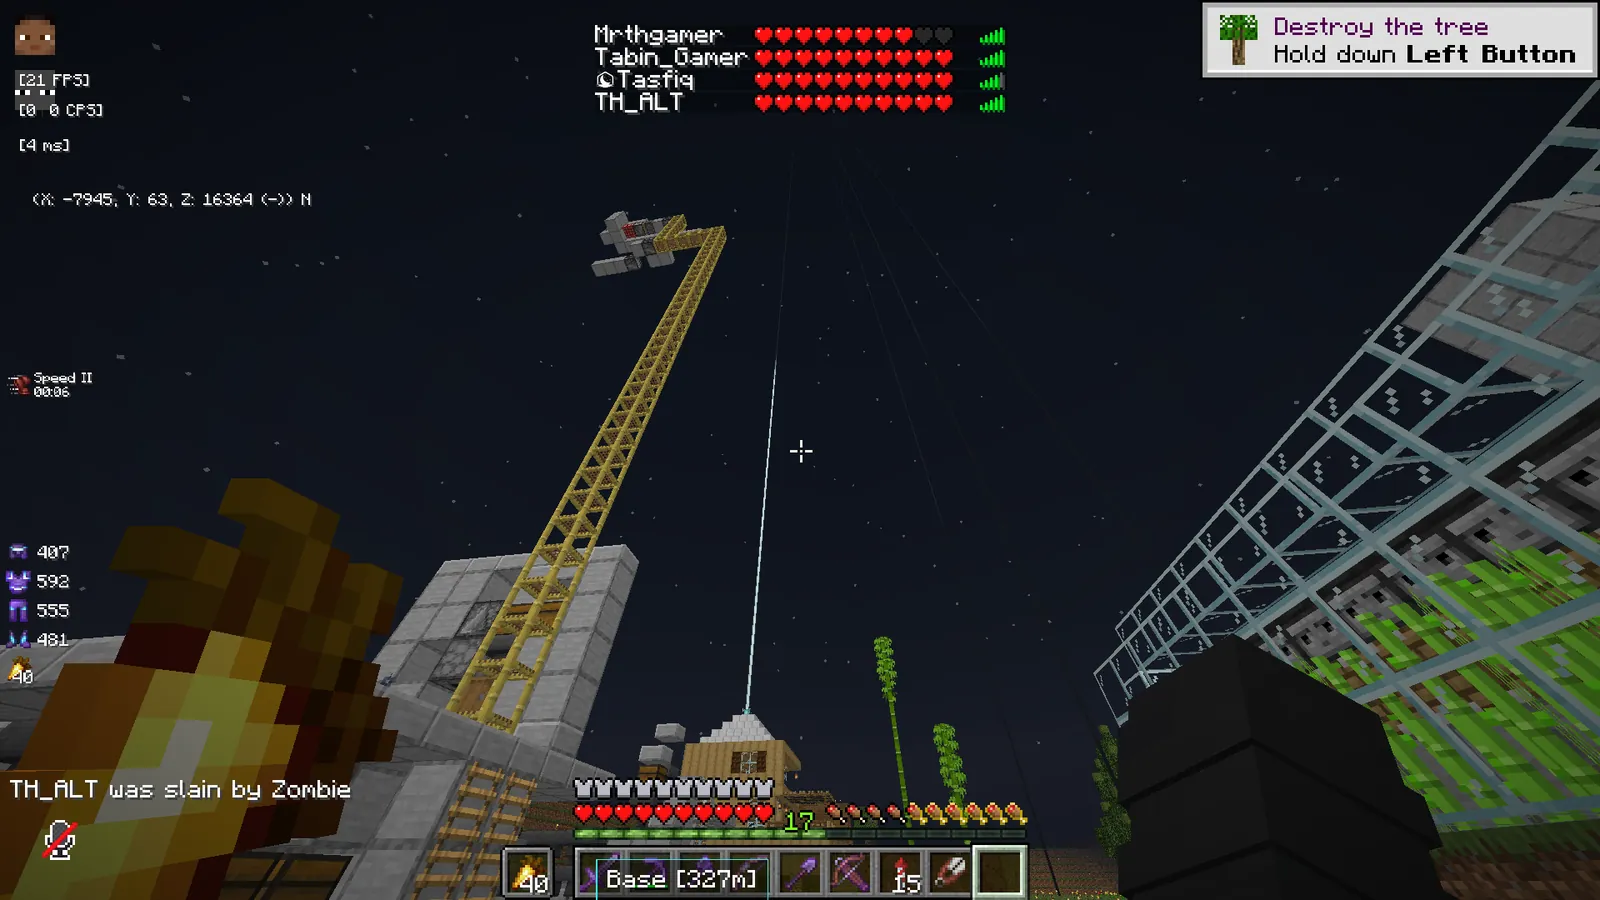 Mrthgamer
Tabin_Gamer
Tasfiq
TH_ALT
Destroy the tree
Hold down Left Button
[21 FPS]
[0 0 CPS]
[4 ms]
(X: -7945, Y: 63, Z: 16364 (-)) N
Speed II
00:06
407
592
555
481
40
TH_ALT was slain by Zombie
17
40
Base [327m]
15